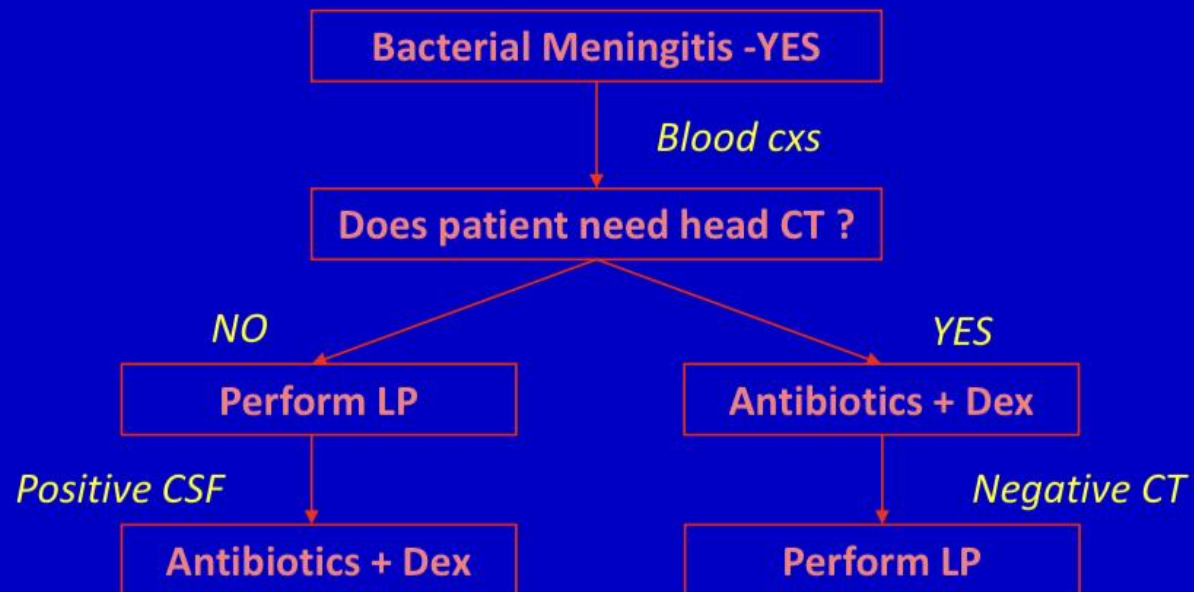 Bacterial Meningitis -YES
Blood cxs
Does patient need head CT ?
NO
YES
Perform LP
Antibiotics + Dex
Positive CSF
Negative CT
Antibiotics + Dex
Perform LP